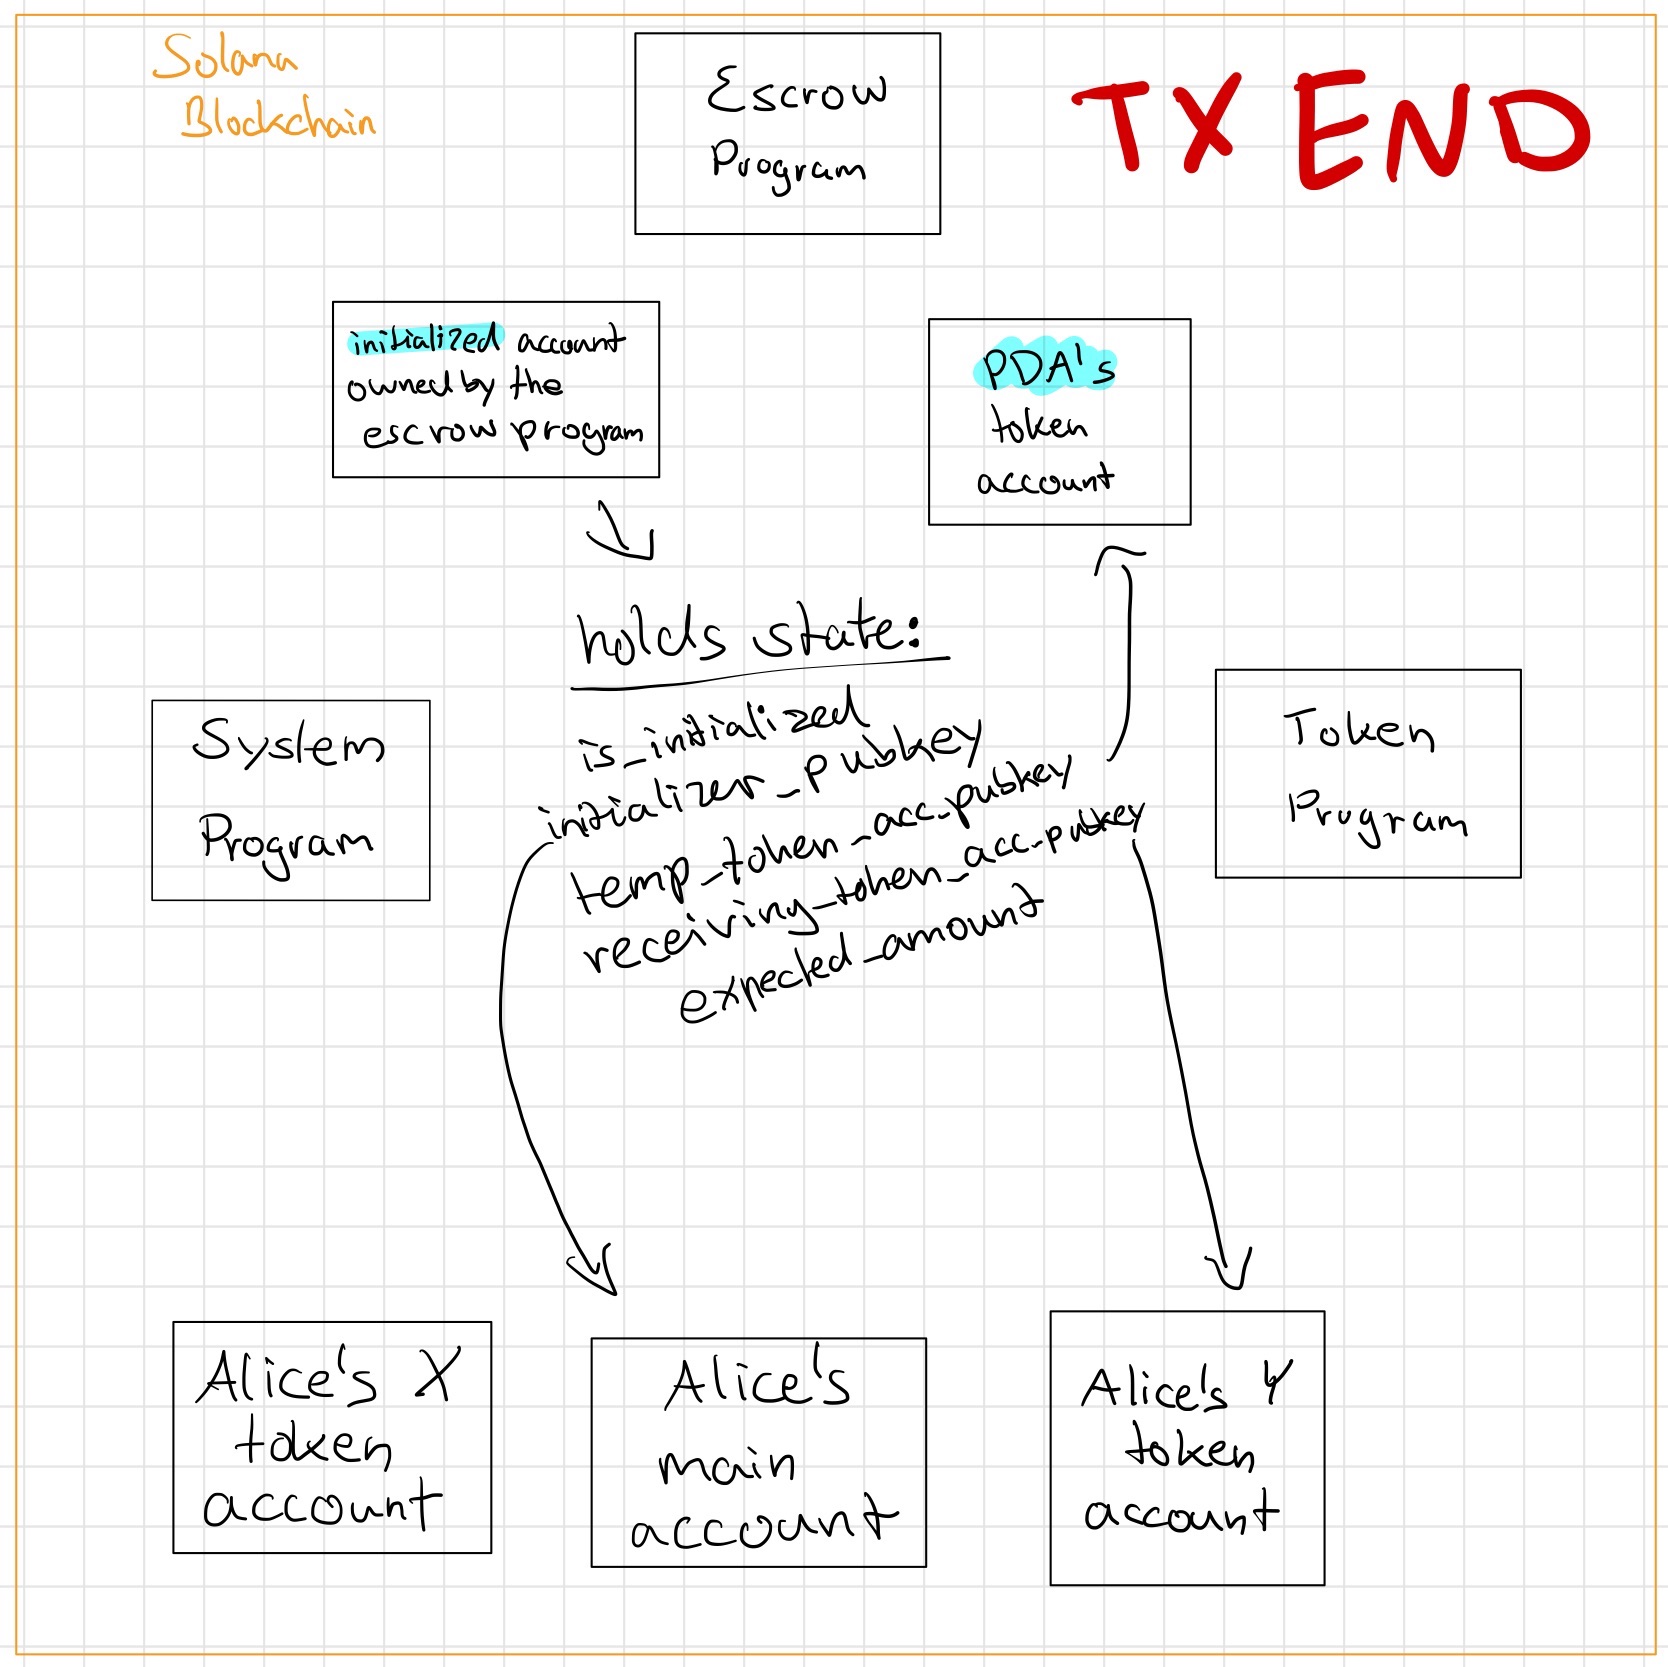 Solana
Blockchain
Escrow
Program
TX END
initialized account
owned by the
escrow program
PDA's
token
account
holds state:
is_initialized
initializer_pubkey
temp_token_acc_pubkey
receiving_token_acc_pubkey
expected_amount
System
Program
Token
Program
Alice's X
token
account
Alice's
main
account
Alice's Y
token
account